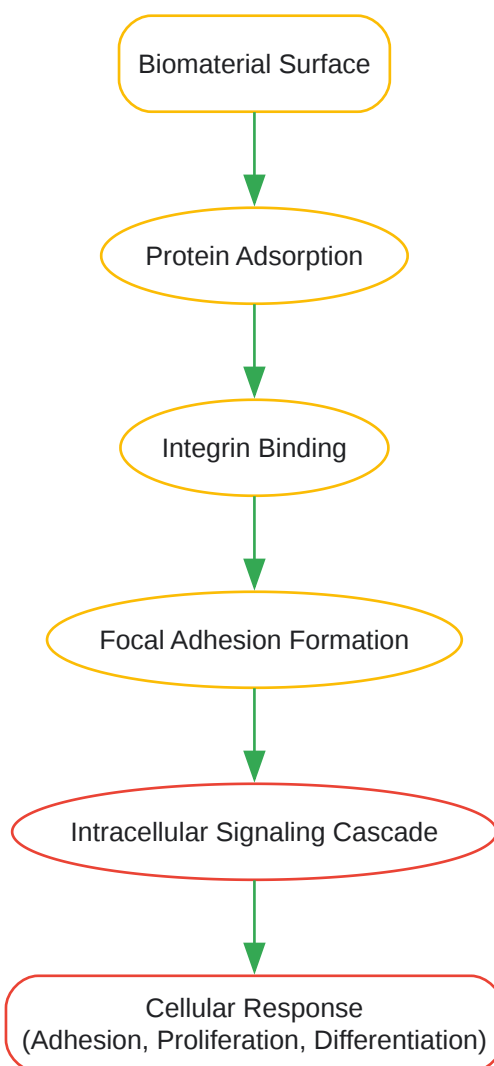 Biomaterial Surface
Protein Adsorption
Integrin Binding
Focal Adhesion Formation
Intracellular Signaling Cascade
Cellular Response
(Adhesion, Proliferation, Differentiation)